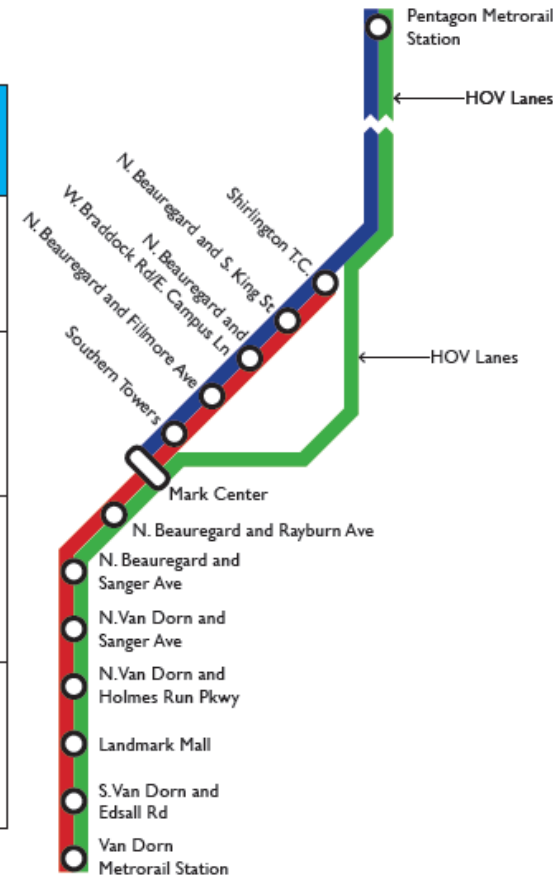 Pentagon Metrorail
Station
HOV Lanes
Shirlington T.C.
N. Beauregard and S. King St
N. Beauregard and
W. Braddock Rd/E. Campus Ln
N. Beauregard and Fillmore Ave
Southern Towers
HOV Lanes
Mark Center
N. Beauregard and Rayburn Ave
N. Beauregard and
Sanger Ave
N. Van Dorn and
Sanger Ave
N. Van Dorn and
Holmes Run Pkwy
Landmark Mall
S. Van Dorn and
Edsall Rd
Van Dorn
Metrorail Station